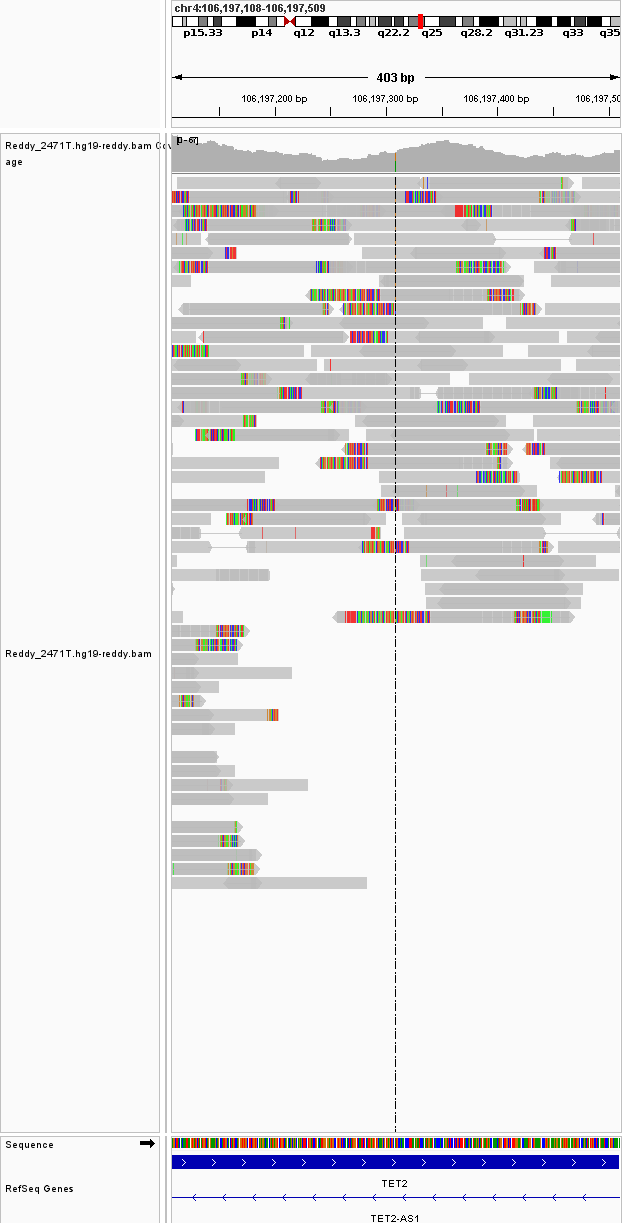 chr4:106,197,108-106,197,509
p15.33 p14 q12 q13.3 q22.2 q25 q28.2 q31.23 q33 q35
403 bp
106,197,200 bp 106,197,300 bp 106,197,400 bp 106,197,50
Reddy_2471T.hg19-reddy.bam Cov
age
[0-67]
Reddy_2471T.hg19-reddy.bam
Sequence
RefSeq Genes
TET2
TET2-AS1